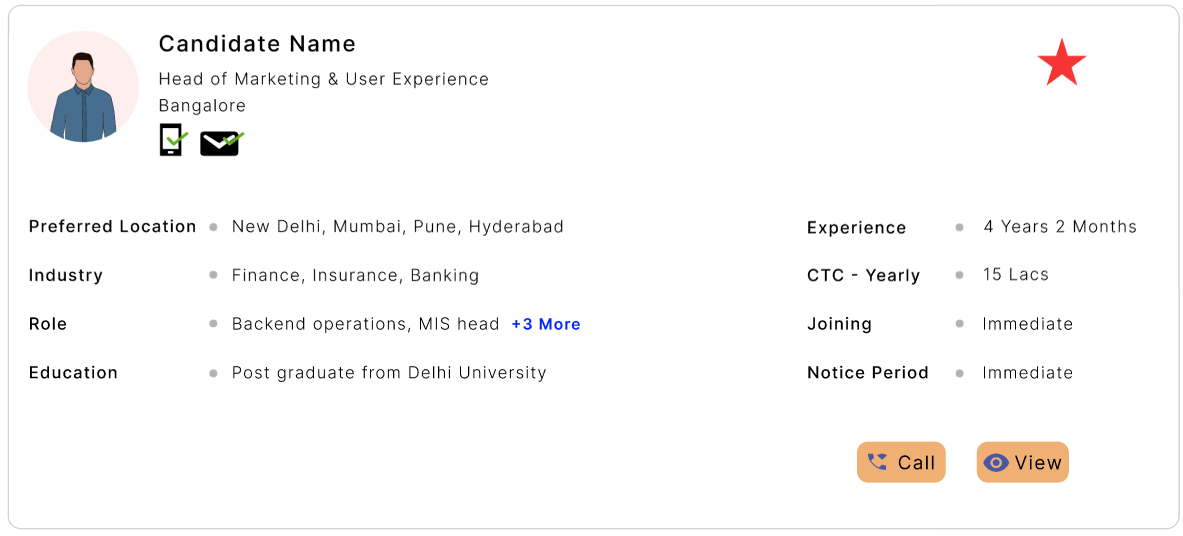 Candidate Name
Head of Marketing & User Experience
Bangalore
Preferred Location New Delhi, Mumbai, Pune, Hyderabad
Industry Finance, Insurance, Banking
Role Backend operations, MIS head +3 More
Education Post graduate from Delhi University
Experience 4 Years 2 Months
CTC - Yearly 15 Lacs
Joining Immediate
Notice Period Immediate
Call
View